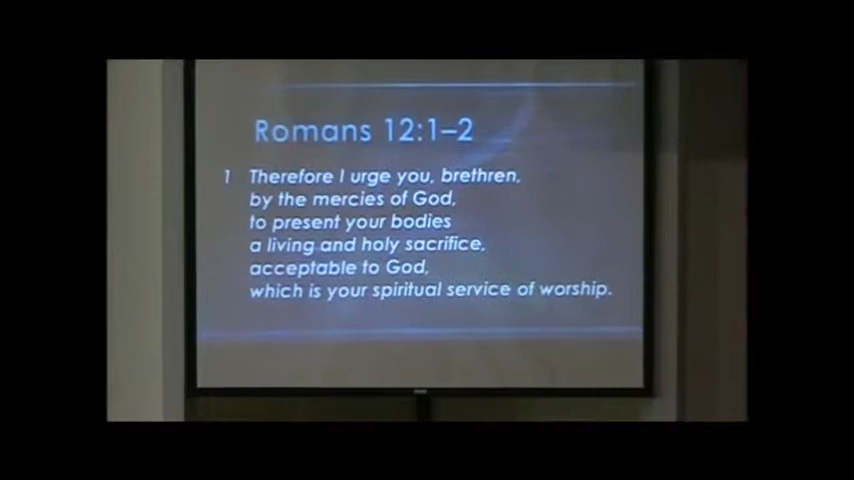 Romans 12:1–2
1 Therefore I urge you, brethren,
by the mercies of God,
to present your bodies
a living and holy sacrifice,
acceptable to God,
which is your spiritual service of worship.